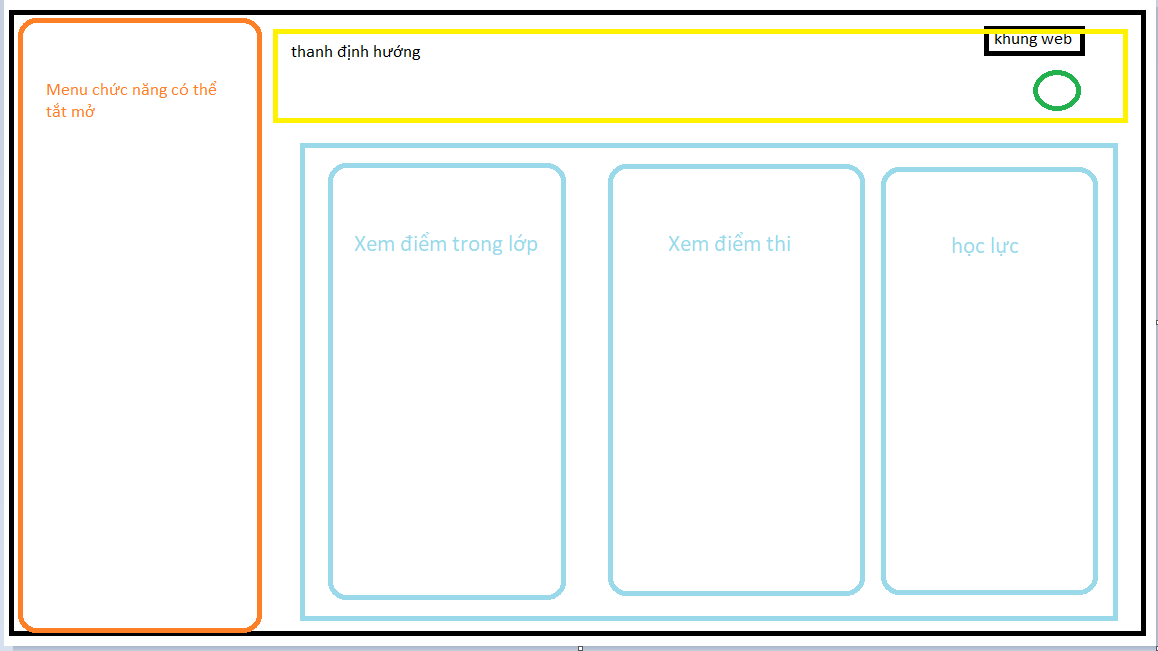 thanh định hướng
khung web
Menu chức năng có thể
tắt mở
Xem điểm trong lớp
Xem điểm thi
học lực